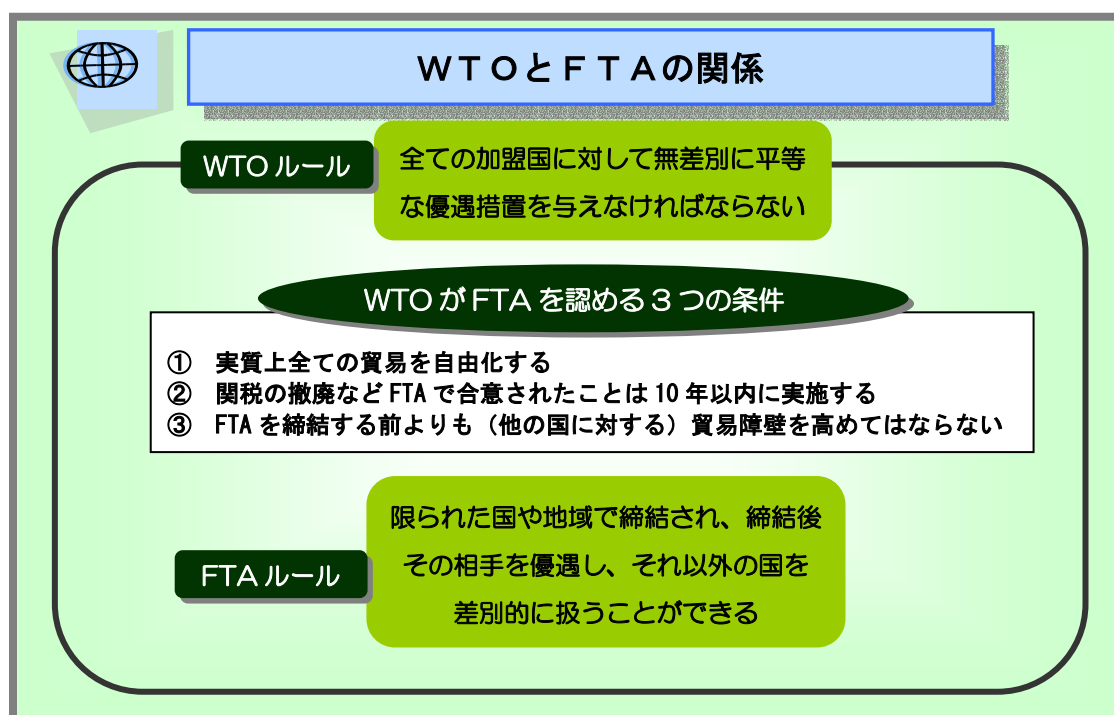 ＷＴＯとＦＴＡの関係
WTO ルール
全ての加盟国に対して無差別に平等
な優遇措置を与えなければならない
WTO が FTA を認める３つの条件
① 実質上全ての貿易を自由化する
② 関税の撤廃など FTA で合意されたことは 10 年以内に実施する
③ FTA を締結する前よりも（他の国に対する）貿易障壁を高めてはならない
限られた国や地域で締結され、締結後
その相手を優遇し、それ以外の国を
差別的に扱うことができる
FTA ルール